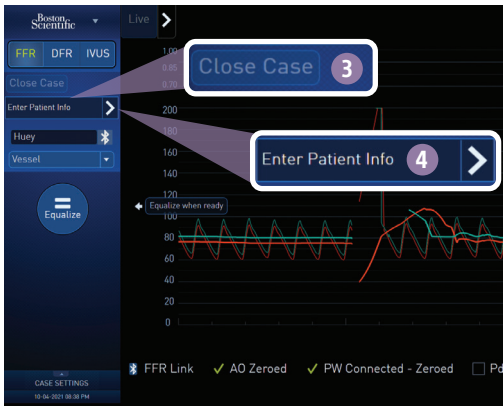 Boston
Scientific
Live
FFR DFR IVUS
Close Case
Enter Patient Info
Huey
Vessel
Equalize
1.00
0.85
0.70
200
180
160
120
100
80
60
40
20
0
Equalize when ready
Close Case 3
Enter Patient Info 4
FFR Link ✓ AO Zeroed ✓ PW Connected - Zeroed Pd
CASE SETTINGS
10-04-2021 08:38 PM